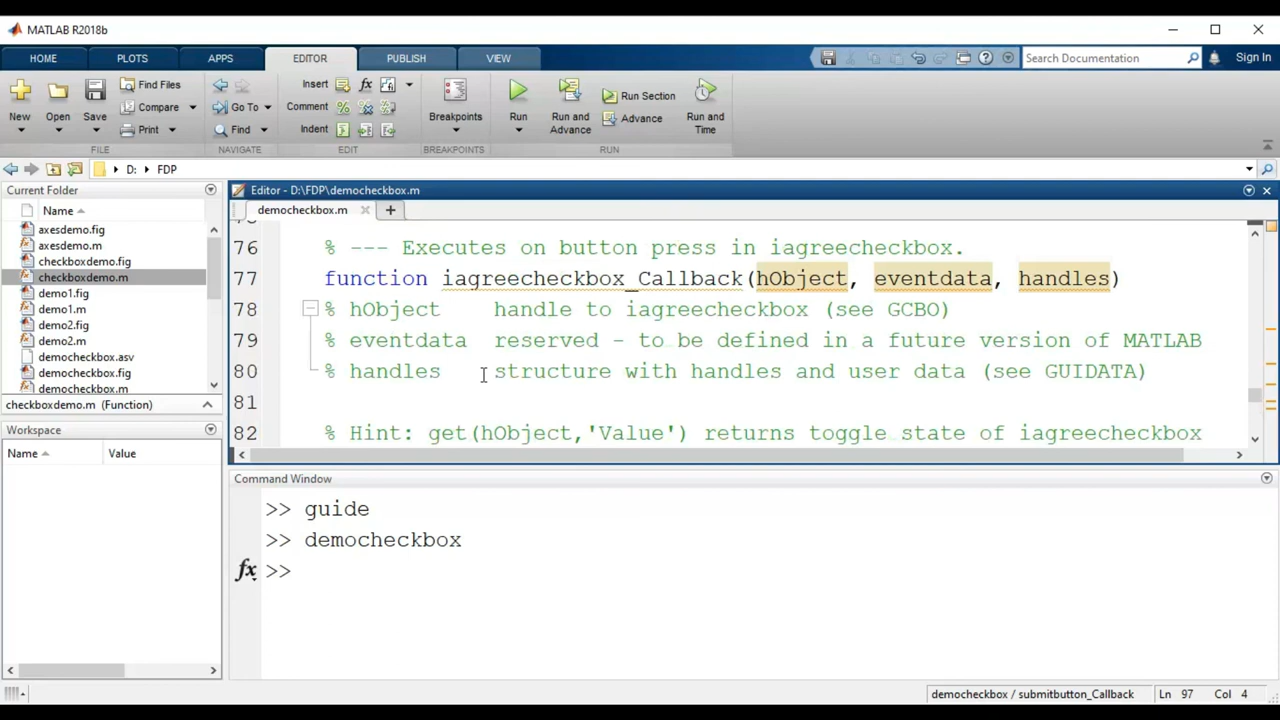 MATLAB R2018b
HOME PLOTS APPS EDITOR PUBLISH VIEW Search Documentation Sign In
New Open Save Find Files Compare Print Go To Find Insert Comment Indent fx Breakpoints Run Run and Advance Run Section Advance Run and Time
FILE NAVIGATE EDIT BREAKPOINTS RUN
D: FDP
Current Folder
Name
axesdemo.fig
axesdemo.m
checkboxdemo.fig
checkboxdemo.m
demo1.fig
demo1.m
demo2.fig
demo2.m
democheckbox.asv
democheckbox.fig
democheckbox.m
checkboxdemo.m (Function)
Workspace
Name Value
Editor - D:\FDP\democheckbox.m
democheckbox.m
76 % --- Executes on button press in iagreecheckbox.
77 function iagreecheckbox_Callback(hObject, eventdata, handles)
78 % hObject handle to iagreecheckbox (see GCBO)
79 % eventdata reserved - to be defined in a future version of MATLAB
80 % handles structure with handles and user data (see GUIDATA)
81
82 % Hint: get(hObject,'Value') returns toggle state of iagreecheckbox
Command Window
>> guide
>> democheckbox
fx >>
democheckbox / submitbutton_Callback Ln 97 Col 4